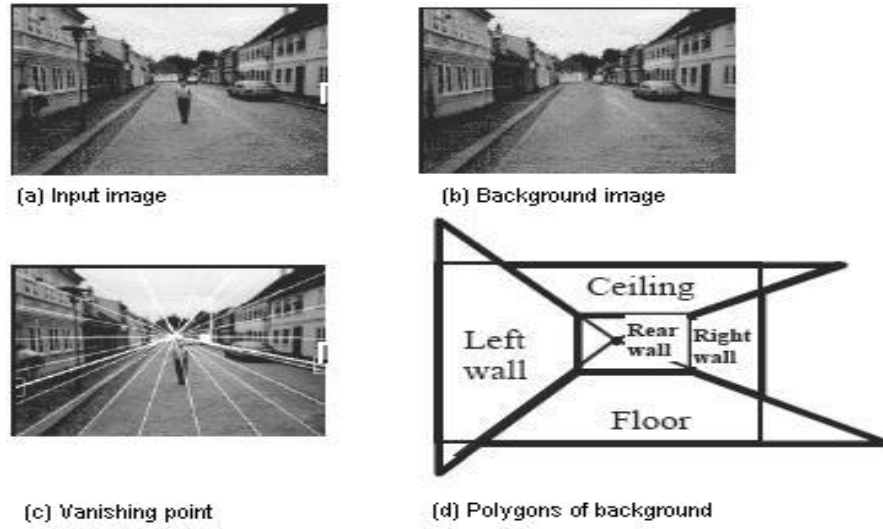 (a) Input image
(b) Background image
(c) Vanishing point
Ceiling
Left
wall
Rear
wall
Right
wall
Floor
(d) Polygons of background